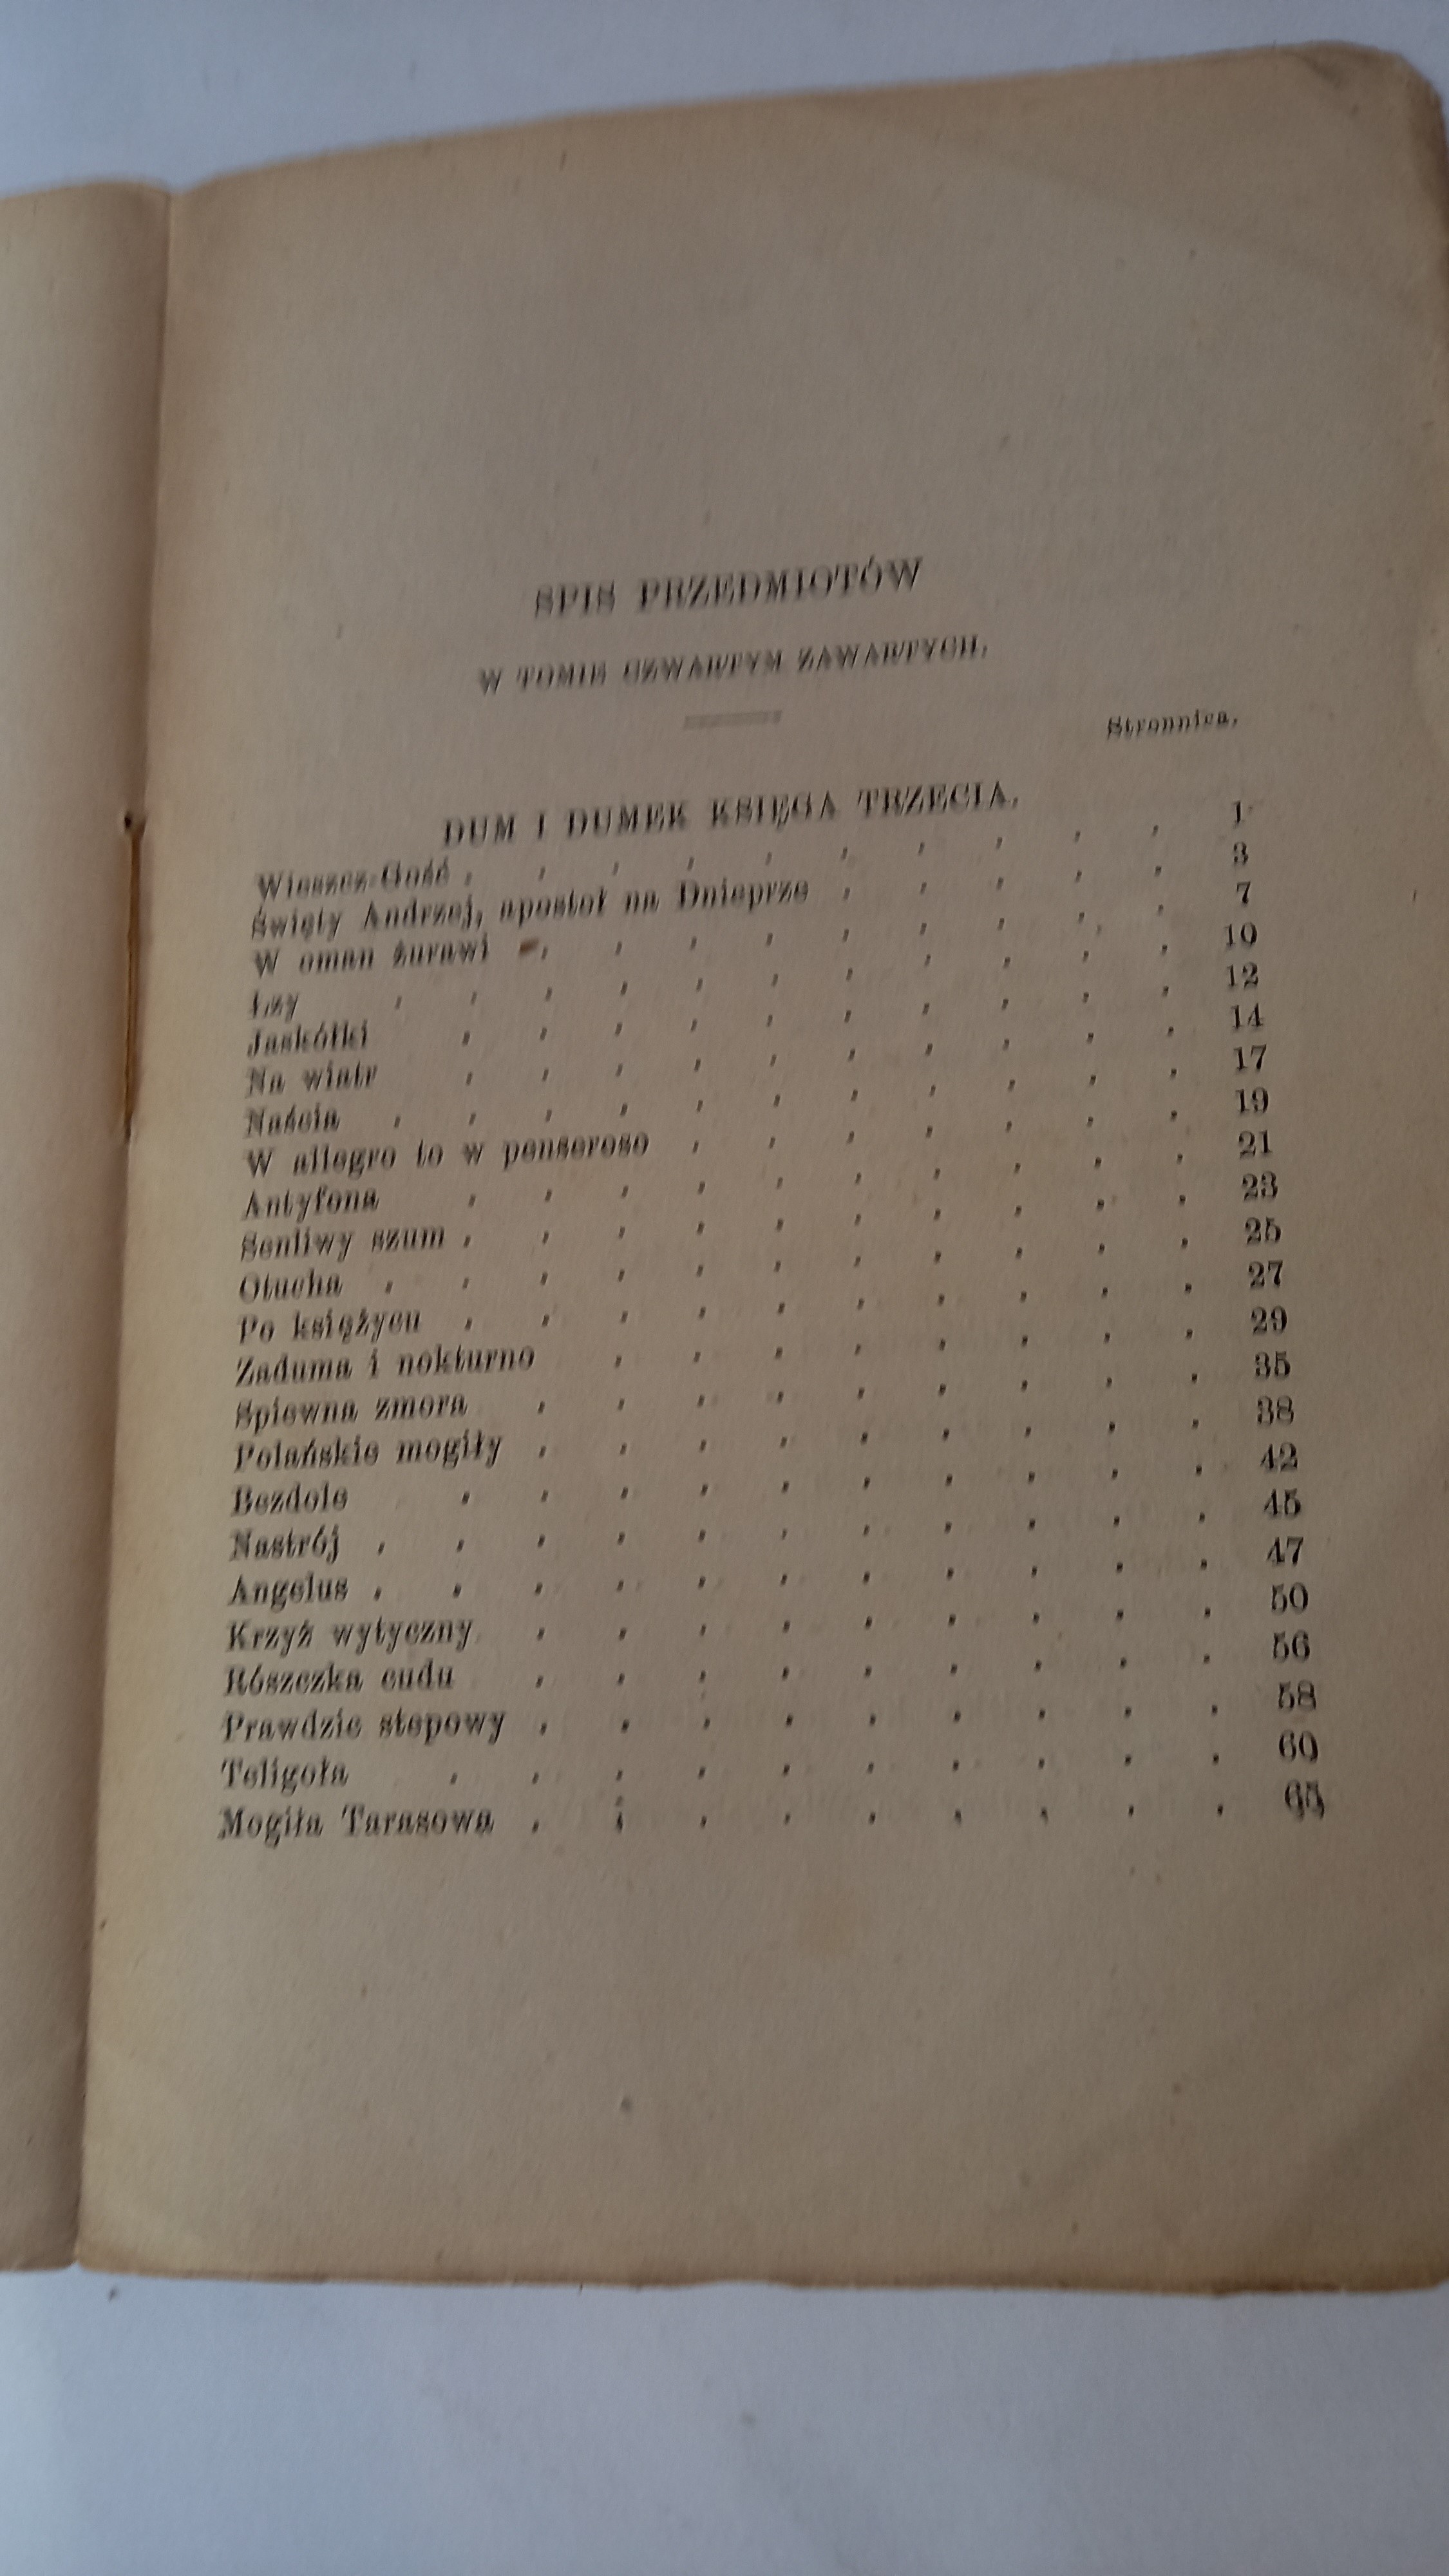 SPIS PRZEDMIOTÓW
W TOMIE CZWARTYM ZAWARTYCH.
Stronnica.
DUM I DUMEK KSIĘGA TRZECIA.
Wieszcz-Gość . . . . . . . . . . 1
Święty Andrzej, apostoł na Dnieprze . . . . . 3
W oman żurawi . . . . . . . . . 7
Łzy . . . . . . . . . . . 10
Jaskółki . . . . . . . . . . 12
Na wiatr . . . . . . . . . . 14
Naścia . . . . . . . . . . . 17
W allegro to w penseroso . . . . . . . 19
Antyfona . . . . . . . . . . 21
Senliwy szum . . . . . . . . . . 23
Otucha . . . . . . . . . . . 25
Po księżycu . . . . . . . . . . 27
Zaduma i nokturno . . . . . . . . 29
Śpiewna zmora . . . . . . . . . 35
Polańskie mogiły . . . . . . . . . 38
Bezdole . . . . . . . . . . 42
Nastrój . . . . . . . . . . . 45
Angelus . . . . . . . . . . . 47
Krzyż wytyczny . . . . . . . . . 50
Rószczka cudu . . . . . . . . . 56
Prawdzic stepowy . . . . . . . . . 58
Teligoła . . . . . . . . . . 60
Mogiła Tarasowa . . . . . . . . . 65